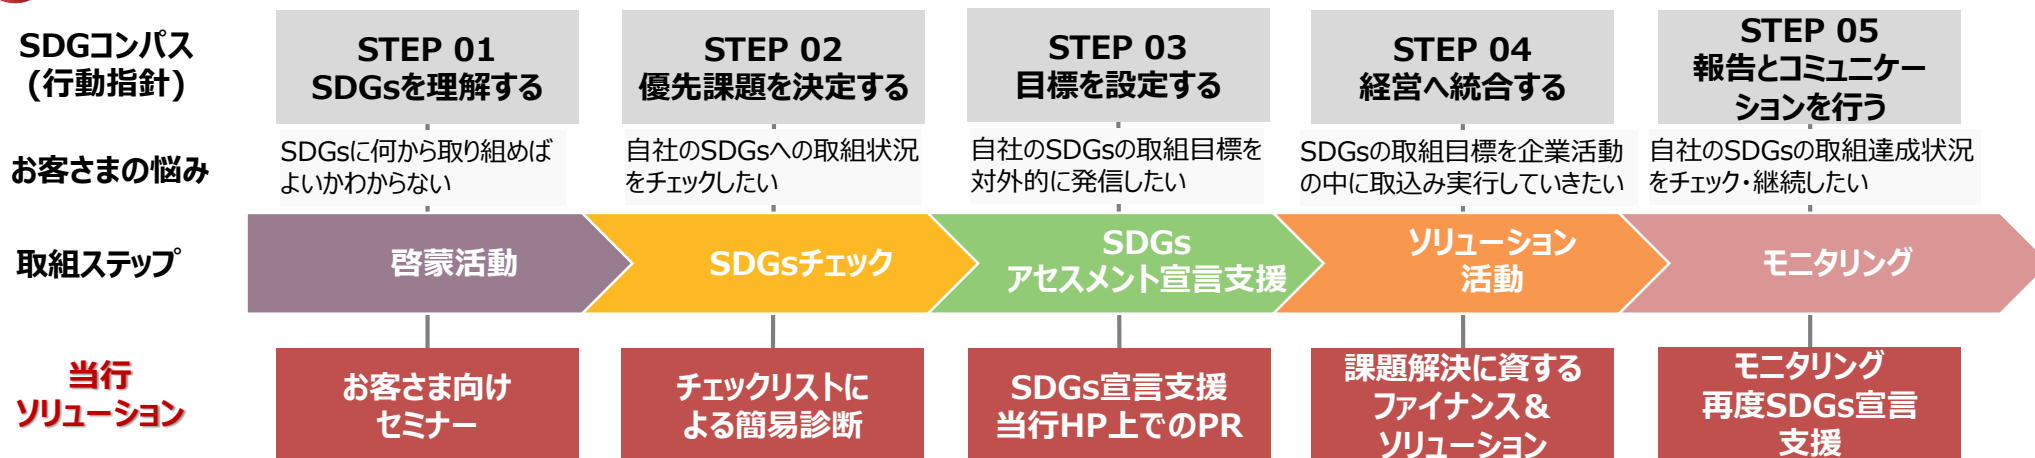 SDGコンパス
(行動指針)
STEP 01
SDGsを理解する
STEP 02
優先課題を決定する
STEP 03
目標を設定する
STEP 04
経営へ統合する
STEP 05
報告とコミュニケー
ションを行う
お客さまの悩み
SDGsに何から取り組めば
よいかわからない
自社のSDGsへの取組状況
をチェックしたい
自社のSDGsの取組目標を
対外的に発信したい
SDGsの取組目標を企業活動
の中に取込み実行していきたい
自社のSDGsの取組達成状況
をチェック・継続したい
取組ステップ
啓蒙活動
SDGsチェック
SDGs
アセスメント宣言支援
ソリューション
活動
モニタリング
当行
ソリューション
お客さま向け
セミナー
チェックリストに
よる簡易診断
SDGs宣言支援
当行HP上でのPR
課題解決に資する
ファイナンス&
ソリューション
モニタリング
再度SDGs宣言
支援